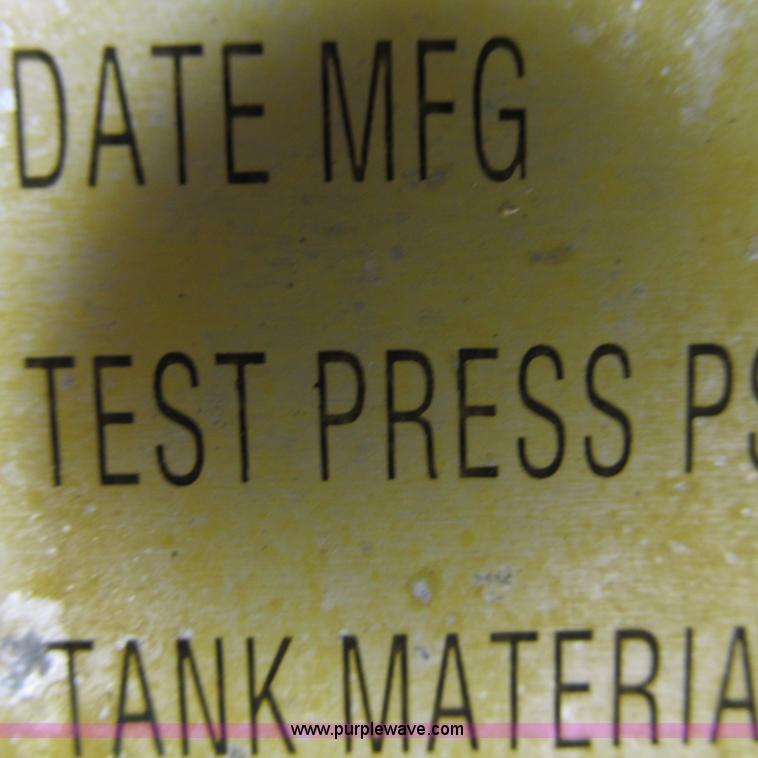 DATE MFG
TEST PRESS PS
TANK MATERIA
www.purplewave.com